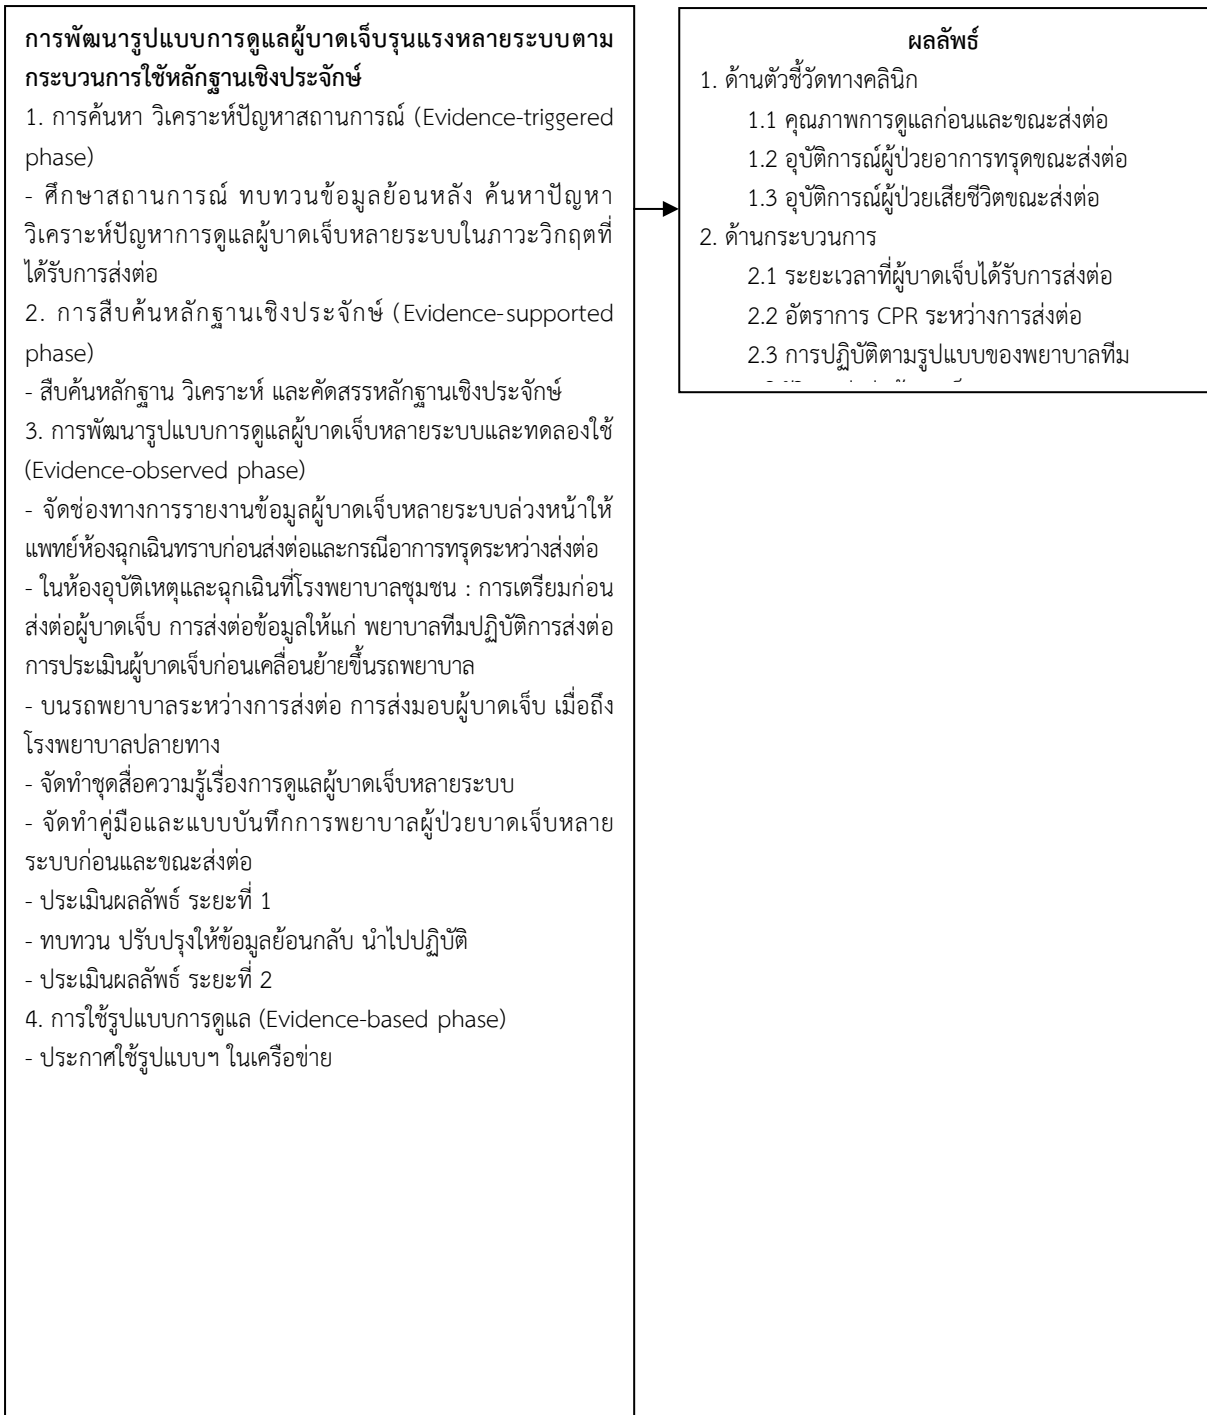 การพัฒนารูปแบบการดูแลผู้บาดเจ็บรุนแรงหลายระบบตาม
กระบวนการใช้หลักฐานเชิงประจักษ์
1. การค้นหา วิเคราะห์ปัญหาสถานการณ์ (Evidence-triggered
phase)
- ศึกษาสถานการณ์ ทบทวนข้อมูลย้อนหลัง ค้นหาปัญหา
วิเคราะห์ปัญหาการดูแลผู้บาดเจ็บหลายระบบในภาวะวิกฤตที่
ได้รับการส่งต่อ
2. การสืบค้นหลักฐานเชิงประจักษ์ (Evidence-supported
phase)
- สืบค้นหลักฐาน วิเคราะห์ และคัดสรรหลักฐานเชิงประจักษ์
3. การพัฒนารูปแบบการดูแลผู้บาดเจ็บหลายระบบและทดลองใช้
(Evidence-observed phase)
- จัดช่องทางการรายงานข้อมูลผู้บาดเจ็บหลายระบบล่วงหน้าให้
แพทย์ห้องฉุกเฉินทราบก่อนส่งต่อและกรณีอาการทรุดระหว่างส่งต่อ
- ในห้องอุบัติเหตุและฉุกเฉินที่โรงพยาบาลชุมชน : การเตรียมก่อน
ส่งต่อผู้บาดเจ็บ การส่งต่อข้อมูลให้แก่ พยาบาลทีมปฏิบัติการส่งต่อ
การประเมินผู้บาดเจ็บก่อนเคลื่อนย้ายขึ้นรถพยาบาล
- บนรถพยาบาลระหว่างการส่งต่อ การส่งมอบผู้บาดเจ็บ เมื่อถึง
โรงพยาบาลปลายทาง
- จัดทำชุดสื่อความรู้เรื่องการดูแลผู้บาดเจ็บหลายระบบ
- จัดทำคู่มือและแบบบันทึกการพยาบาลผู้ป่วยบาดเจ็บหลาย
ระบบก่อนและขณะส่งต่อ
- ประเมินผลลัพธ์ ระยะที่ 1
- ทบทวน ปรับปรุงให้ข้อมูลย้อนกลับ นำไปปฏิบัติ
- ประเมินผลลัพธ์ ระยะที่ 2
4. การใช้รูปแบบการดูแล (Evidence-based phase)
- ประกาศใช้รูปแบบฯ ในเครือข่าย
ผลลัพธ์
1. ด้านตัวชี้วัดทางคลินิก
1.1 คุณภาพการดูแลก่อนและขณะส่งต่อ
1.2 อุบัติการณ์ผู้ป่วยอาการทรุดขณะส่งต่อ
1.3 อุบัติการณ์ผู้ป่วยเสียชีวิตขณะส่งต่อ
2. ด้านกระบวนการ
2.1 ระยะเวลาที่ผู้บาดเจ็บได้รับการส่งต่อ
2.2 อัตราการ CPR ระหว่างการส่งต่อ
2.3 การปฏิบัติตามรูปแบบของพยาบาลทีม